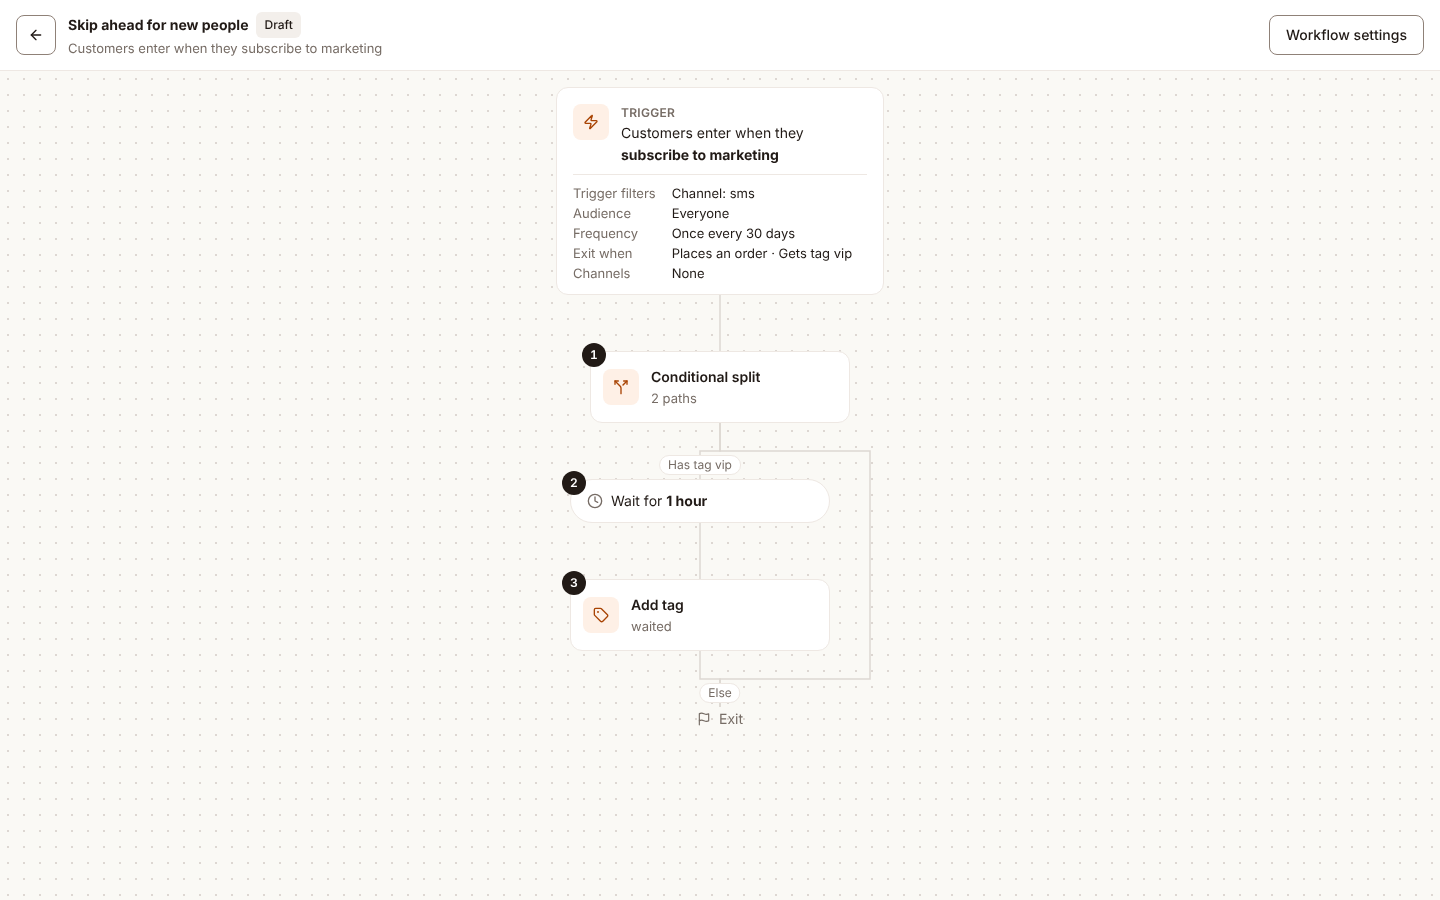 Skip ahead for new people Draft
Customers enter when they subscribe to marketing
Workflow settings
TRIGGER
Customers enter when they
subscribe to marketing
Trigger filters Channel: sms
Audience Everyone
Frequency Once every 30 days
Exit when Places an order · Gets tag vip
Channels None
1
Conditional split
2 paths
Has tag vip
2
Wait for 1 hour
3
Add tag
waited
Else
Exit